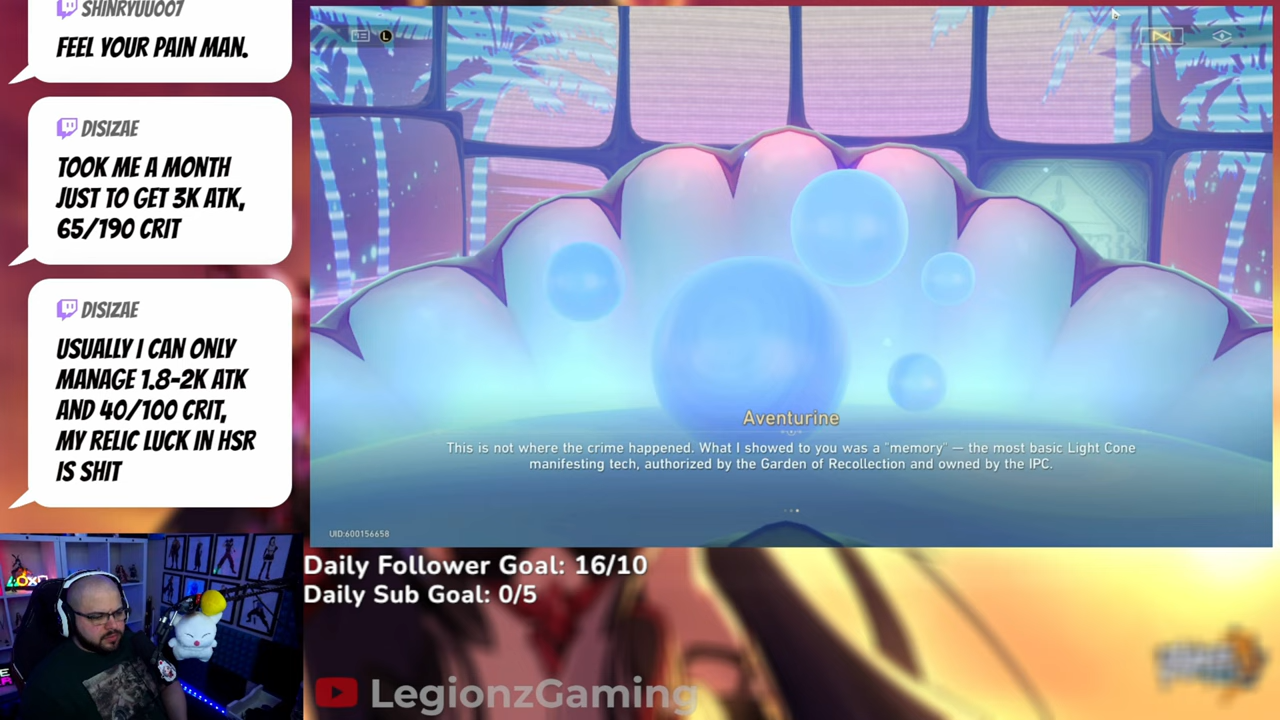 SHINRYUU007
FEEL YOUR PAIN MAN.
DISIZAE
TOOK ME A MONTH
JUST TO GET 3K ATK,
65/190 CRIT
DISIZAE
USUALLY I CAN ONLY
MANAGE 1.8-2K ATK
AND 40/100 CRIT,
MY RELIC LUCK IN HSR
IS SHIT
L
Aventurine
This is not where the crime happened. What I showed to you was a "memory" — the most basic Light Cone
manifesting tech, authorized by the Garden of Recollection and owned by the IPC.
UID:600156658
Daily Follower Goal: 16/10
Daily Sub Goal: 0/5
LegionzGaming